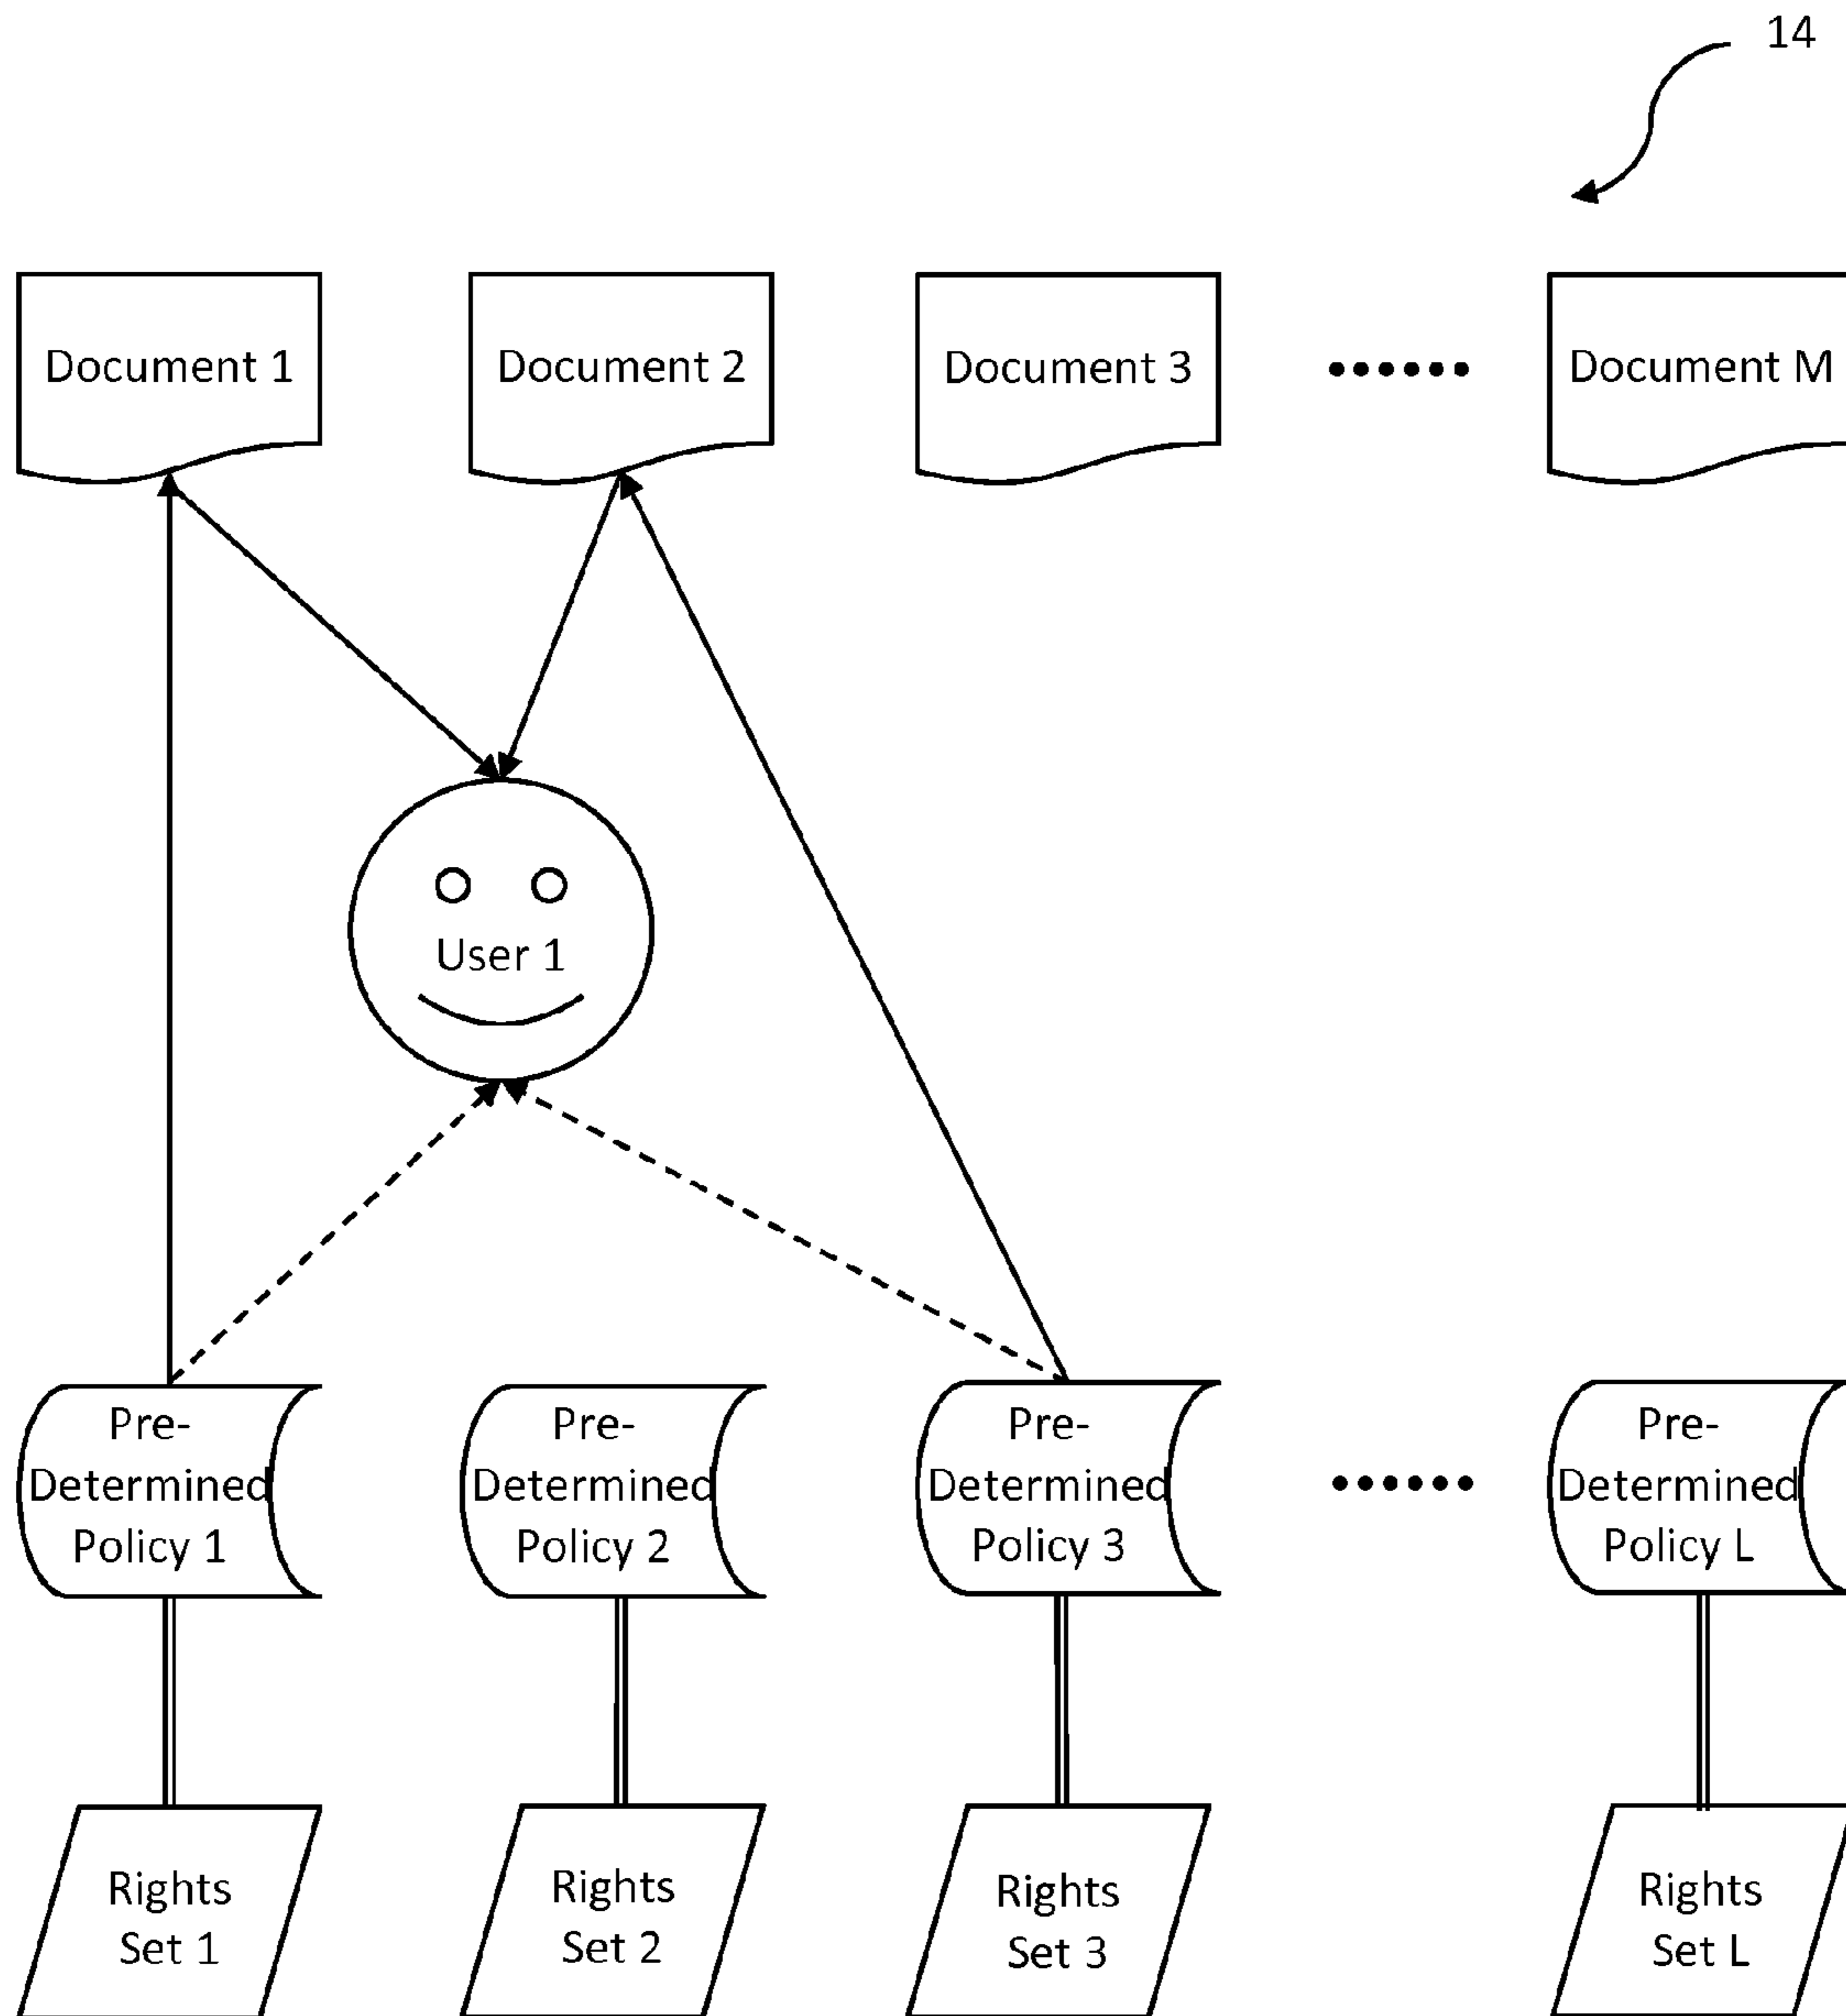 14
Document 1
Document 2
Document 3
Document M
User 1
Pre-
Determined
Policy 1
Pre-
Determined
Policy 2
Pre-
Determined
Policy 3
Pre-
Determined
Policy L
Rights
Set 1
Rights
Set 2
Rights
Set 3
Rights
Set L